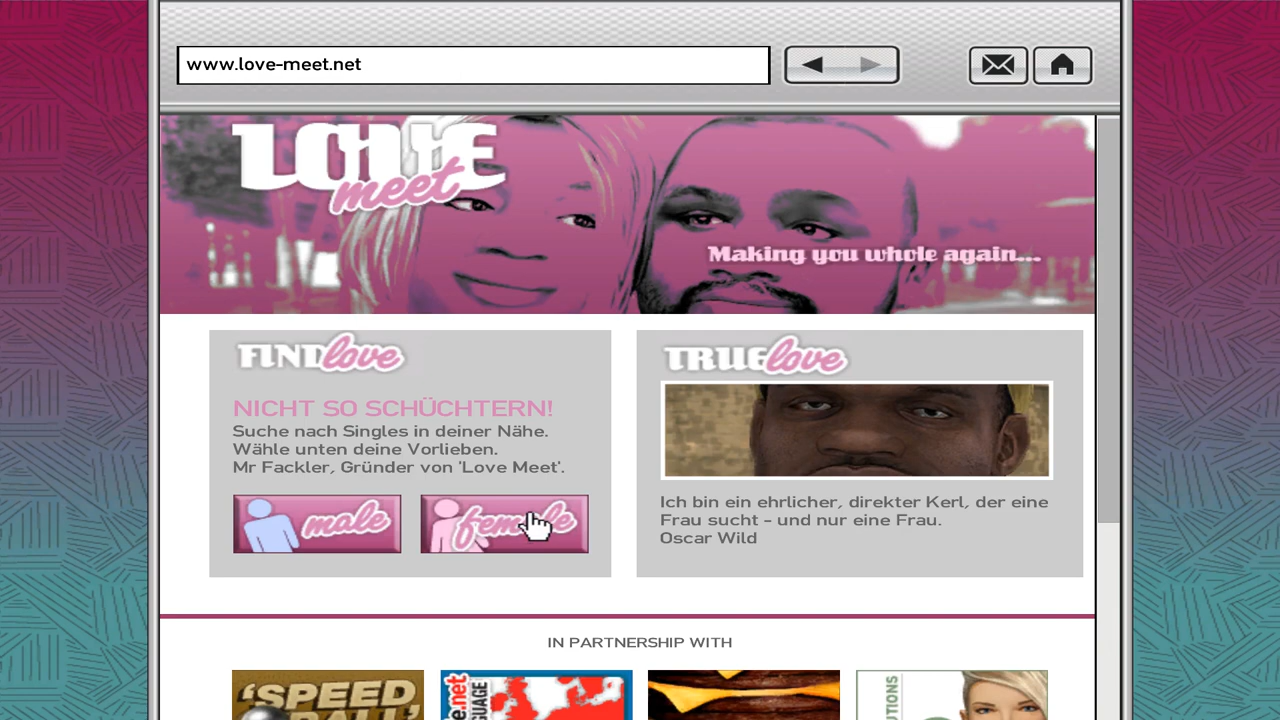 www.love-meet.net
LOVE
meet
Making you whole again...
FIND love
TRUE love
NICHT SO SCHÜCHTERN!
Suche nach Singles in deiner Nähe.
Wähle unten deine Vorlieben.
Mr Fackler, Gründer von 'Love Meet'.
male
female
Ich bin ein ehrlicher, direkter Kerl, der eine
Frau sucht - und nur eine Frau.
Oscar Wild
IN PARTNERSHIP WITH
'SPEED
BALL'